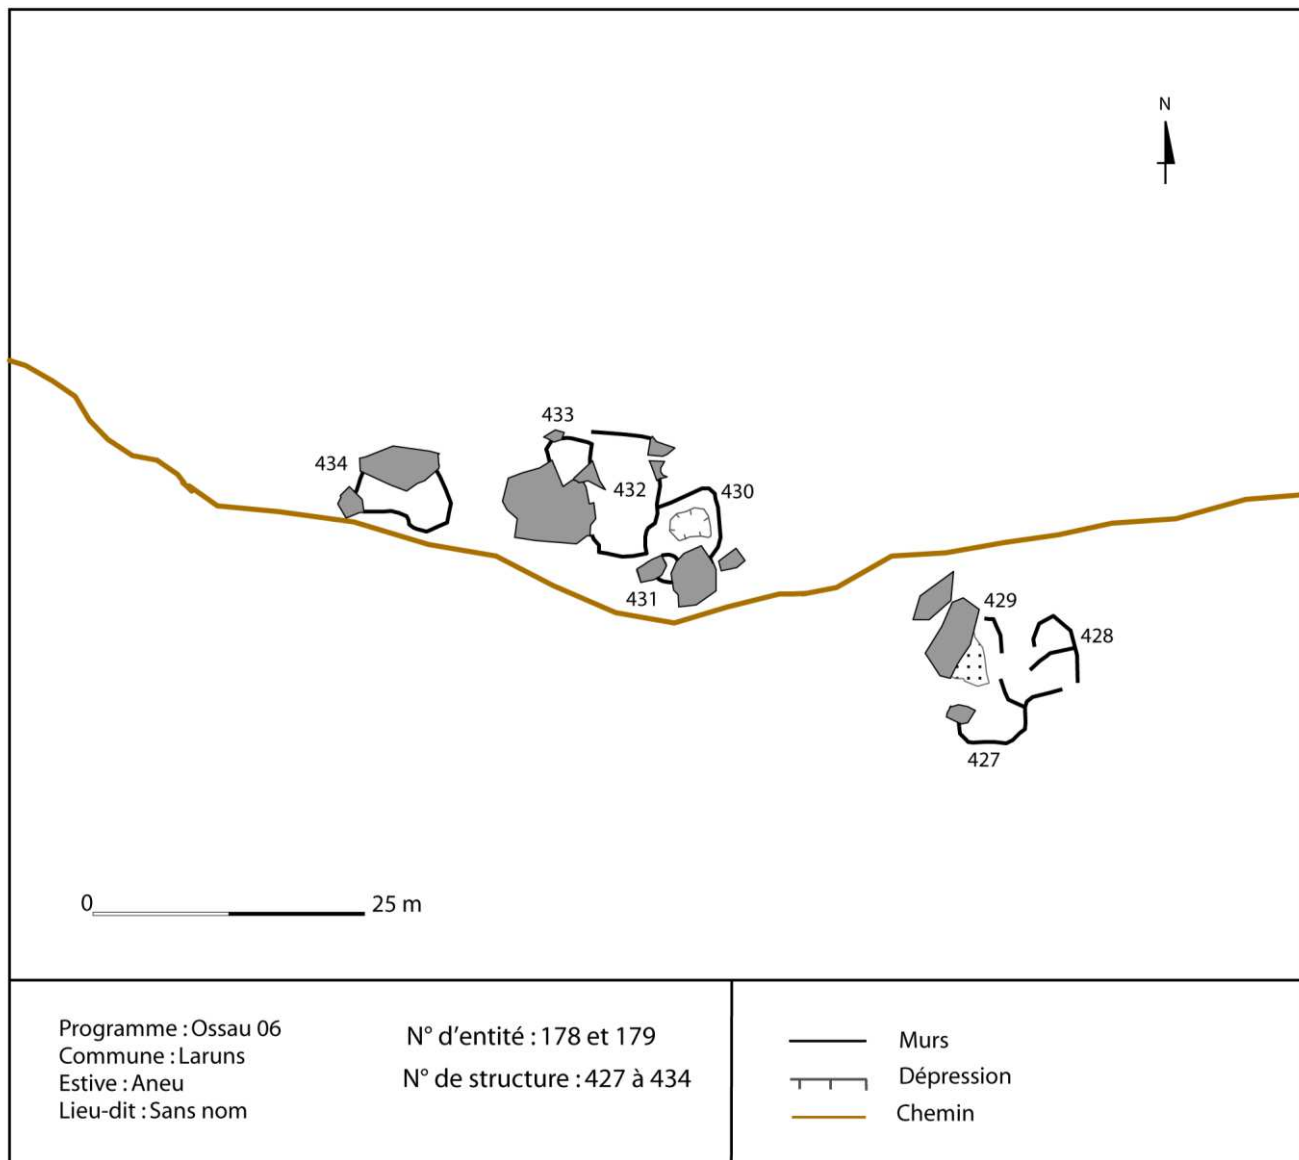 N
433
434
432
430
431
429
428
427
0 25 m
Programme : Ossau 06
Commune : Laruns
Estive : Aneu
Lieu-dit : Sans nom
N° d'entité : 178 et 179
N° de structure : 427 à 434
Murs
Dépression
Chemin